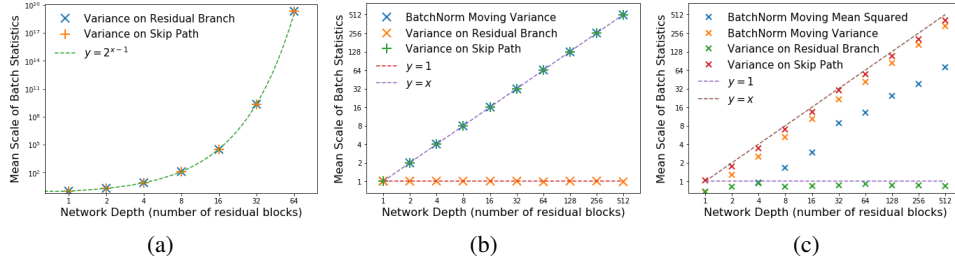 Mean Scale of Batch Statistics
10^20
10^17
10^14
10^11
10^8
10^5
10^2
Variance on Residual Branch
Variance on Skip Path
y = 2^{x−1}
1 2 4 8 16 32 64
Network Depth (number of residual blocks)
(a)
Mean Scale of Batch Statistics
512
256
128
64
32
16
8
4
2
1
BatchNorm Moving Variance
Variance on Residual Branch
Variance on Skip Path
y = 1
y = x
1 2 4 8 16 32 64 128 256 512
Network Depth (number of residual blocks)
(b)
Mean Scale of Batch Statistics
512
256
128
64
32
16
8
4
2
1
BatchNorm Moving Mean Squared
BatchNorm Moving Variance
Variance on Residual Branch
Variance on Skip Path
y = 1
y = x
1 2 4 8 16 32 64 128 256 512
Network Depth (number of residual blocks)
(c)